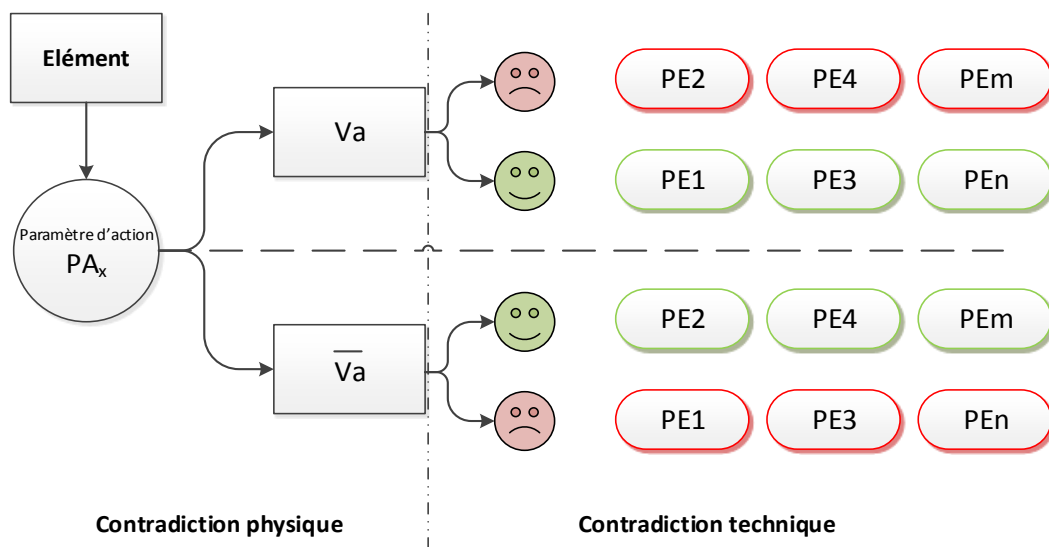 Elément
Paramètre d'action
PAx
Va
V̅a̅
PE2 PE4 PEm
PE1 PE3 PEn
PE2 PE4 PEm
PE1 PE3 PEn
Contradiction physique
Contradiction technique